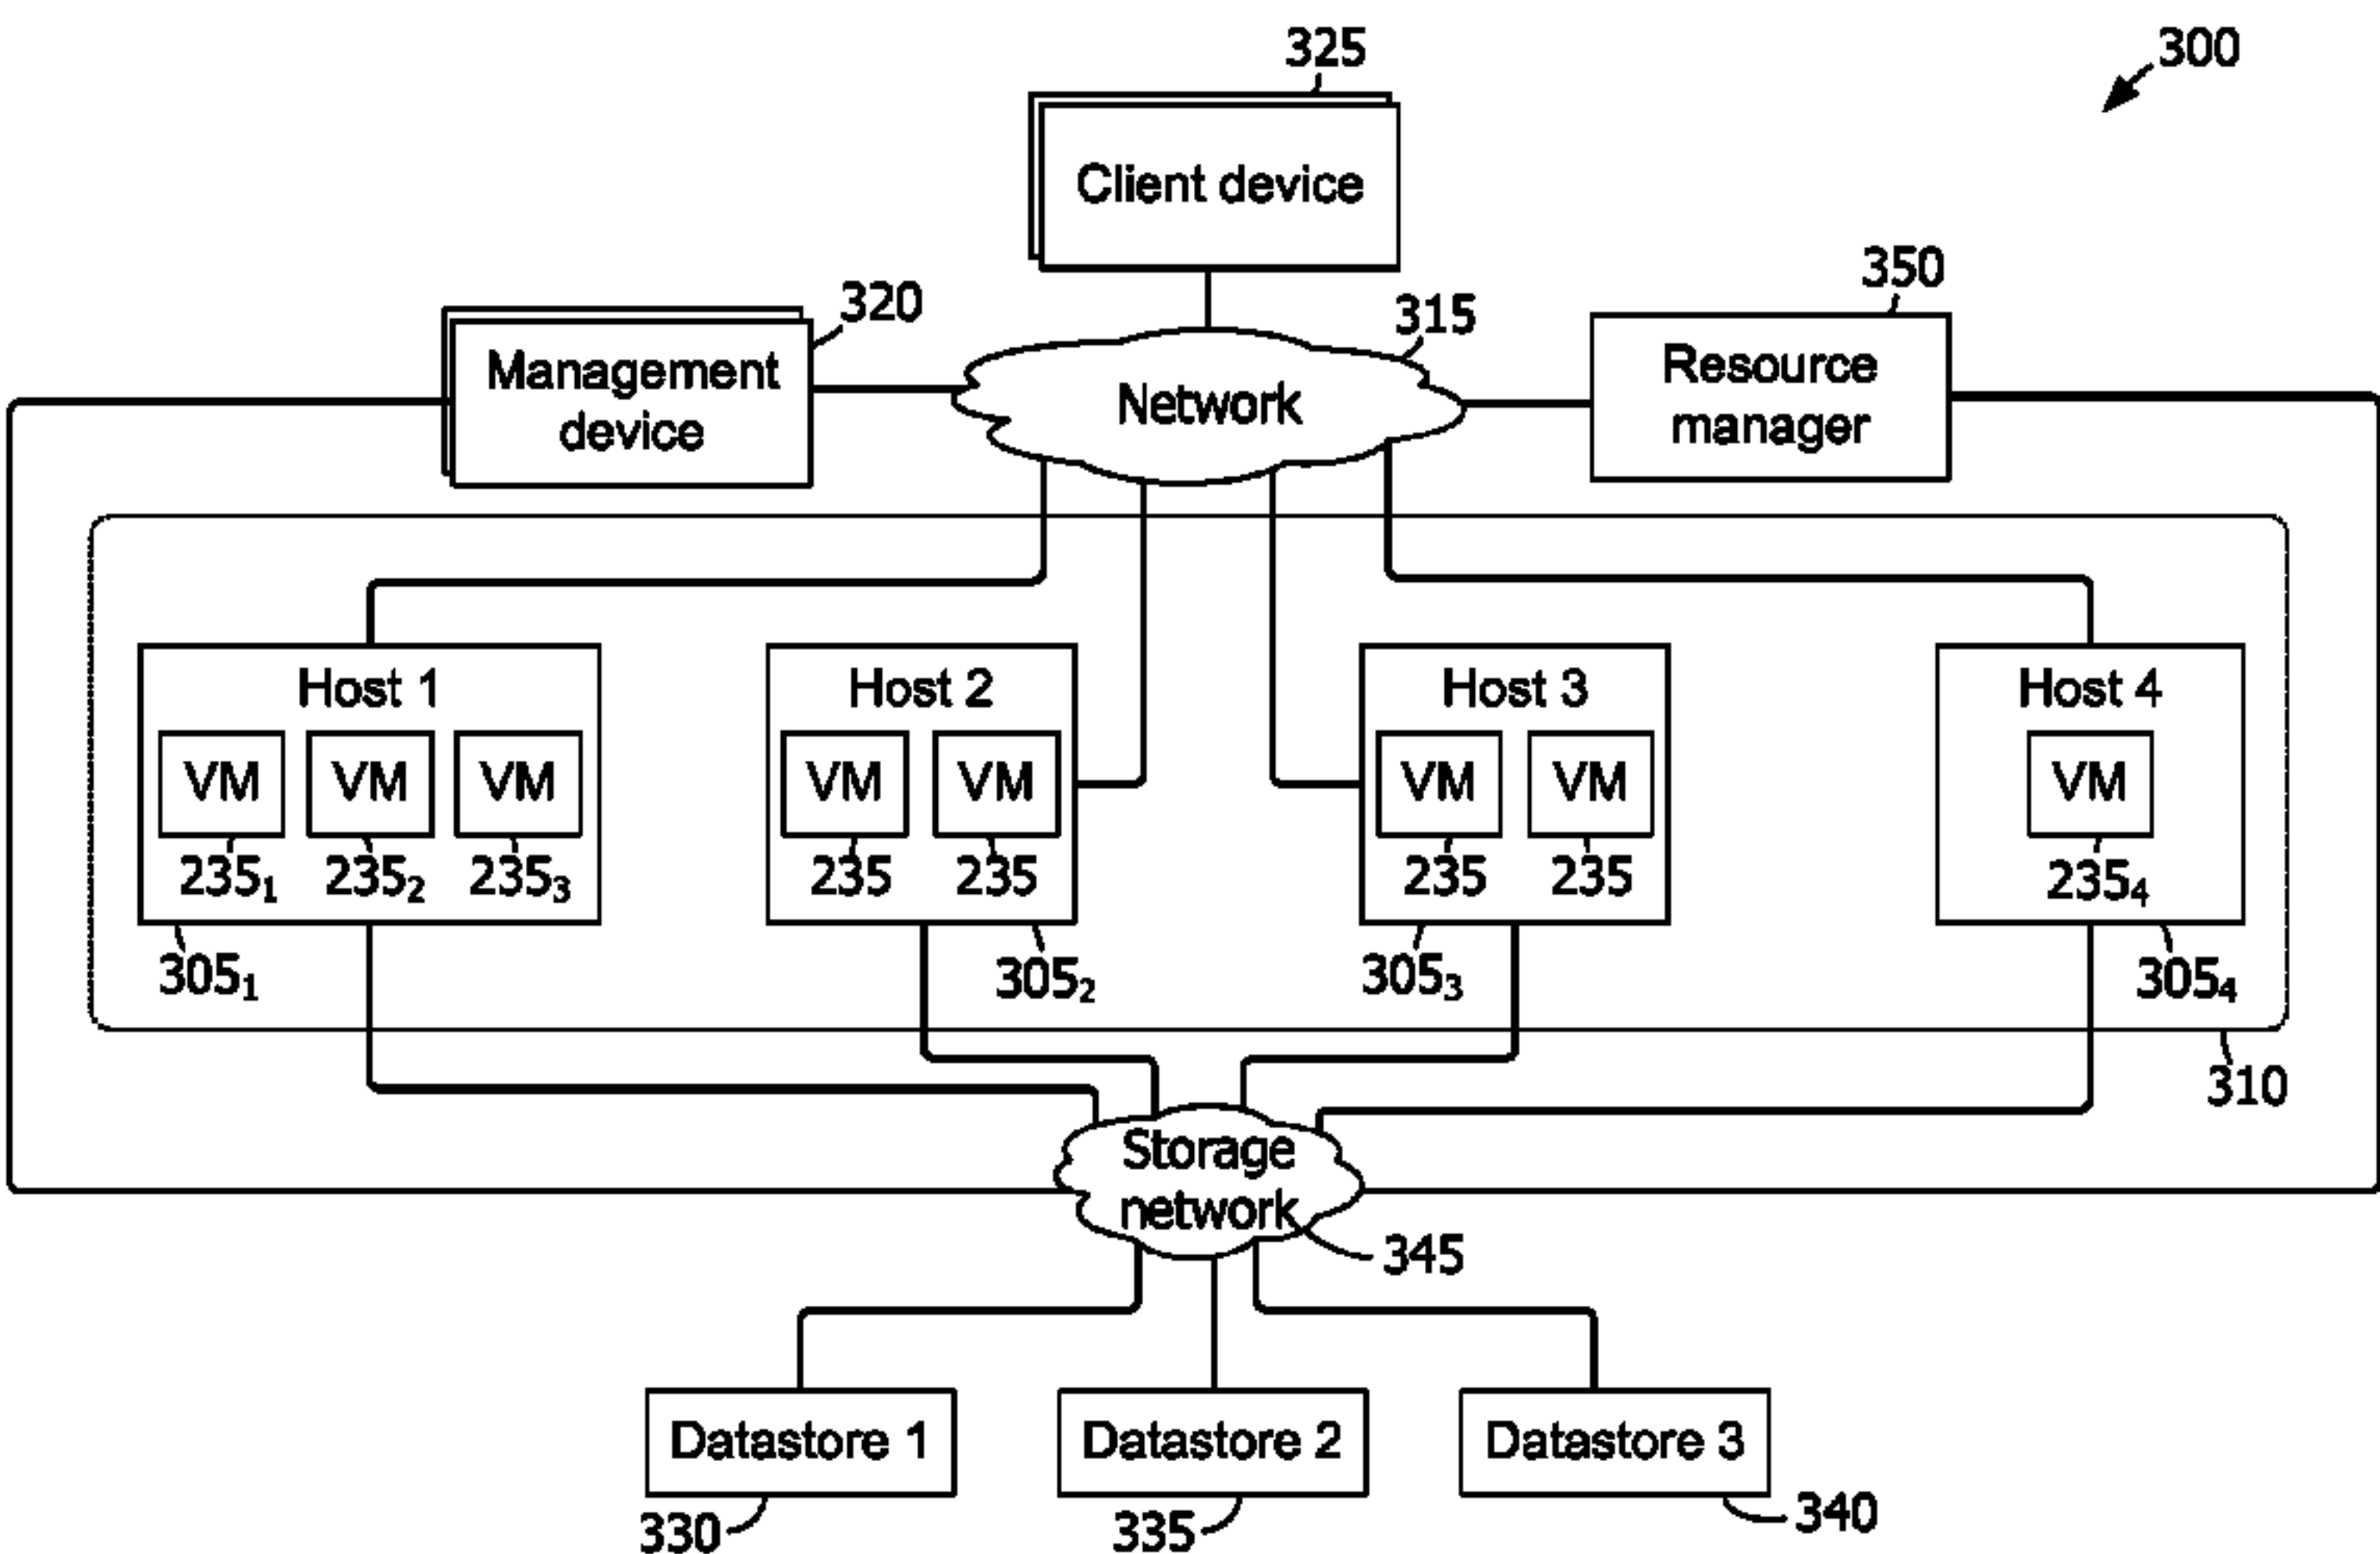 325
300
Client device
350
320
315
Management
device
Network
Resource
manager
Host 1
Host 2
Host 3
Host 4
VM VM VM
VM VM
VM VM
VM
235₁ 235₂ 235₃
235 235
235 235
235₄
305₁
305₂
305₃
305₄
310
Storage
network
345
Datastore 1
Datastore 2
Datastore 3
330
335
340